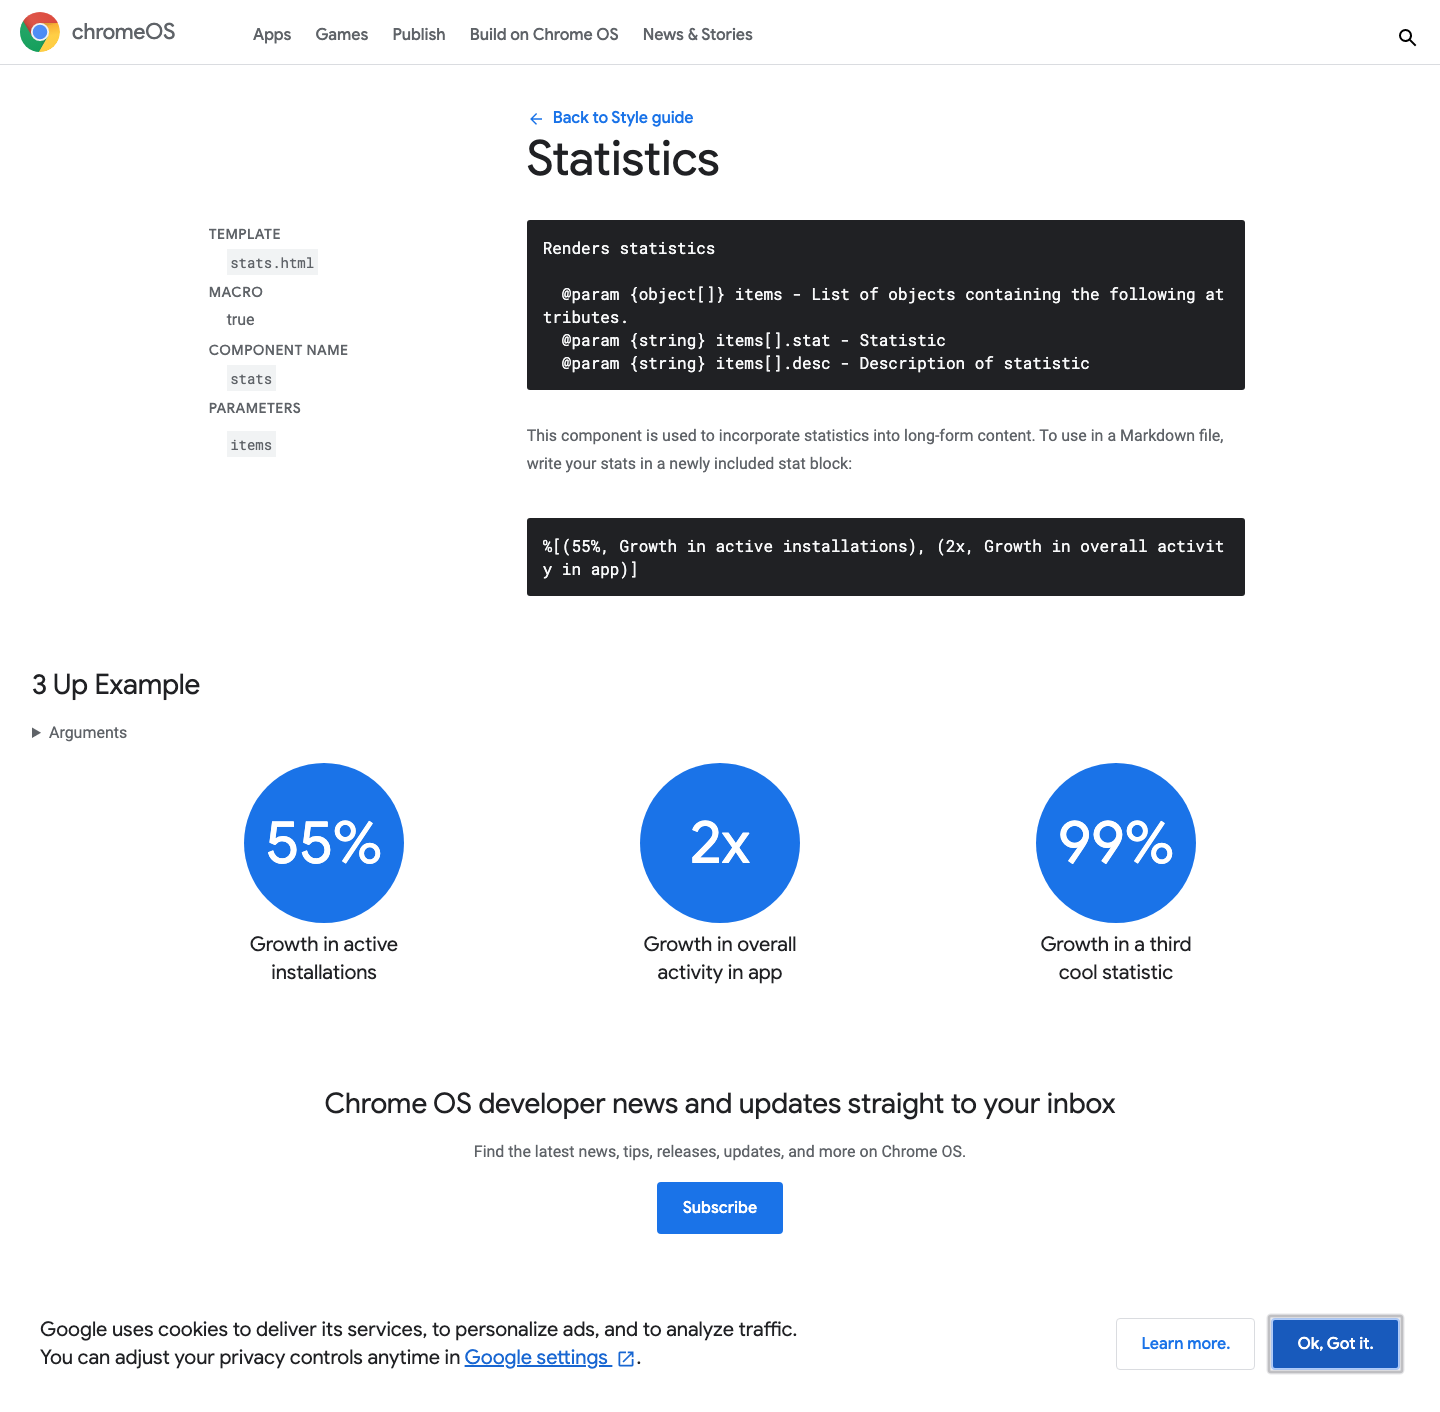 chromeOS
Apps Games Publish Build on Chrome OS News & Stories
Back to Style guide
Statistics
TEMPLATE
stats.html
MACRO
true
COMPONENT NAME
stats
PARAMETERS
items
Renders statistics
@param {object[]} items - List of objects containing the following at
tributes.
@param {string} items[].stat - Statistic
@param {string} items[].desc - Description of statistic
This component is used to incorporate statistics into long-form content. To use in a Markdown file,
write your stats in a newly included stat block:
%[(55%, Growth in active installations), (2x, Growth in overall activit
y in app)]
3 Up Example
Arguments
55%
Growth in active
installations
2x
Growth in overall
activity in app
99%
Growth in a third
cool statistic
Chrome OS developer news and updates straight to your inbox
Find the latest news, tips, releases, updates, and more on Chrome OS.
Subscribe
Google uses cookies to deliver its services, to personalize ads, and to analyze traffic.
You can adjust your privacy controls anytime in Google settings.
Learn more.
Ok, Got it.